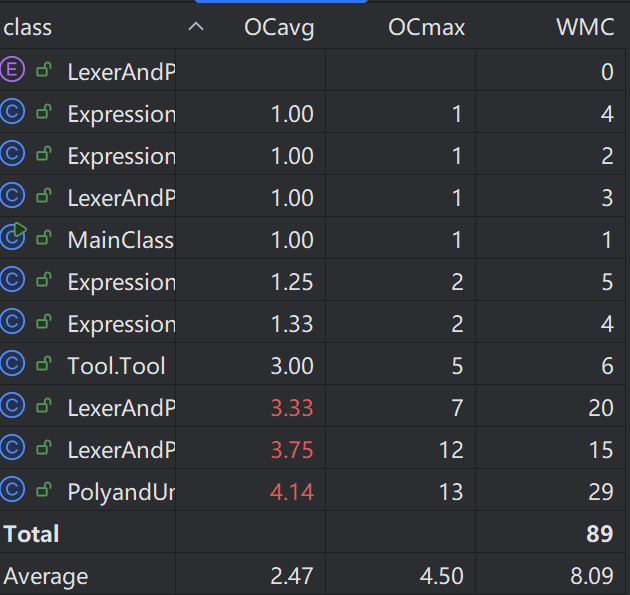 class OCavg OCmax WMC
E LexerAndP 0
C Expression 1.00 1 4
C Expression 1.00 1 2
C LexerAndP 1.00 1 3
C MainClass 1.00 1 1
C Expression 1.25 2 5
C Expression 1.33 2 4
C Tool.Tool 3.00 5 6
C LexerAndP 3.33 7 20
C LexerAndP 3.75 12 15
C PolyandUn 4.14 13 29
Total 89
Average 2.47 4.50 8.09